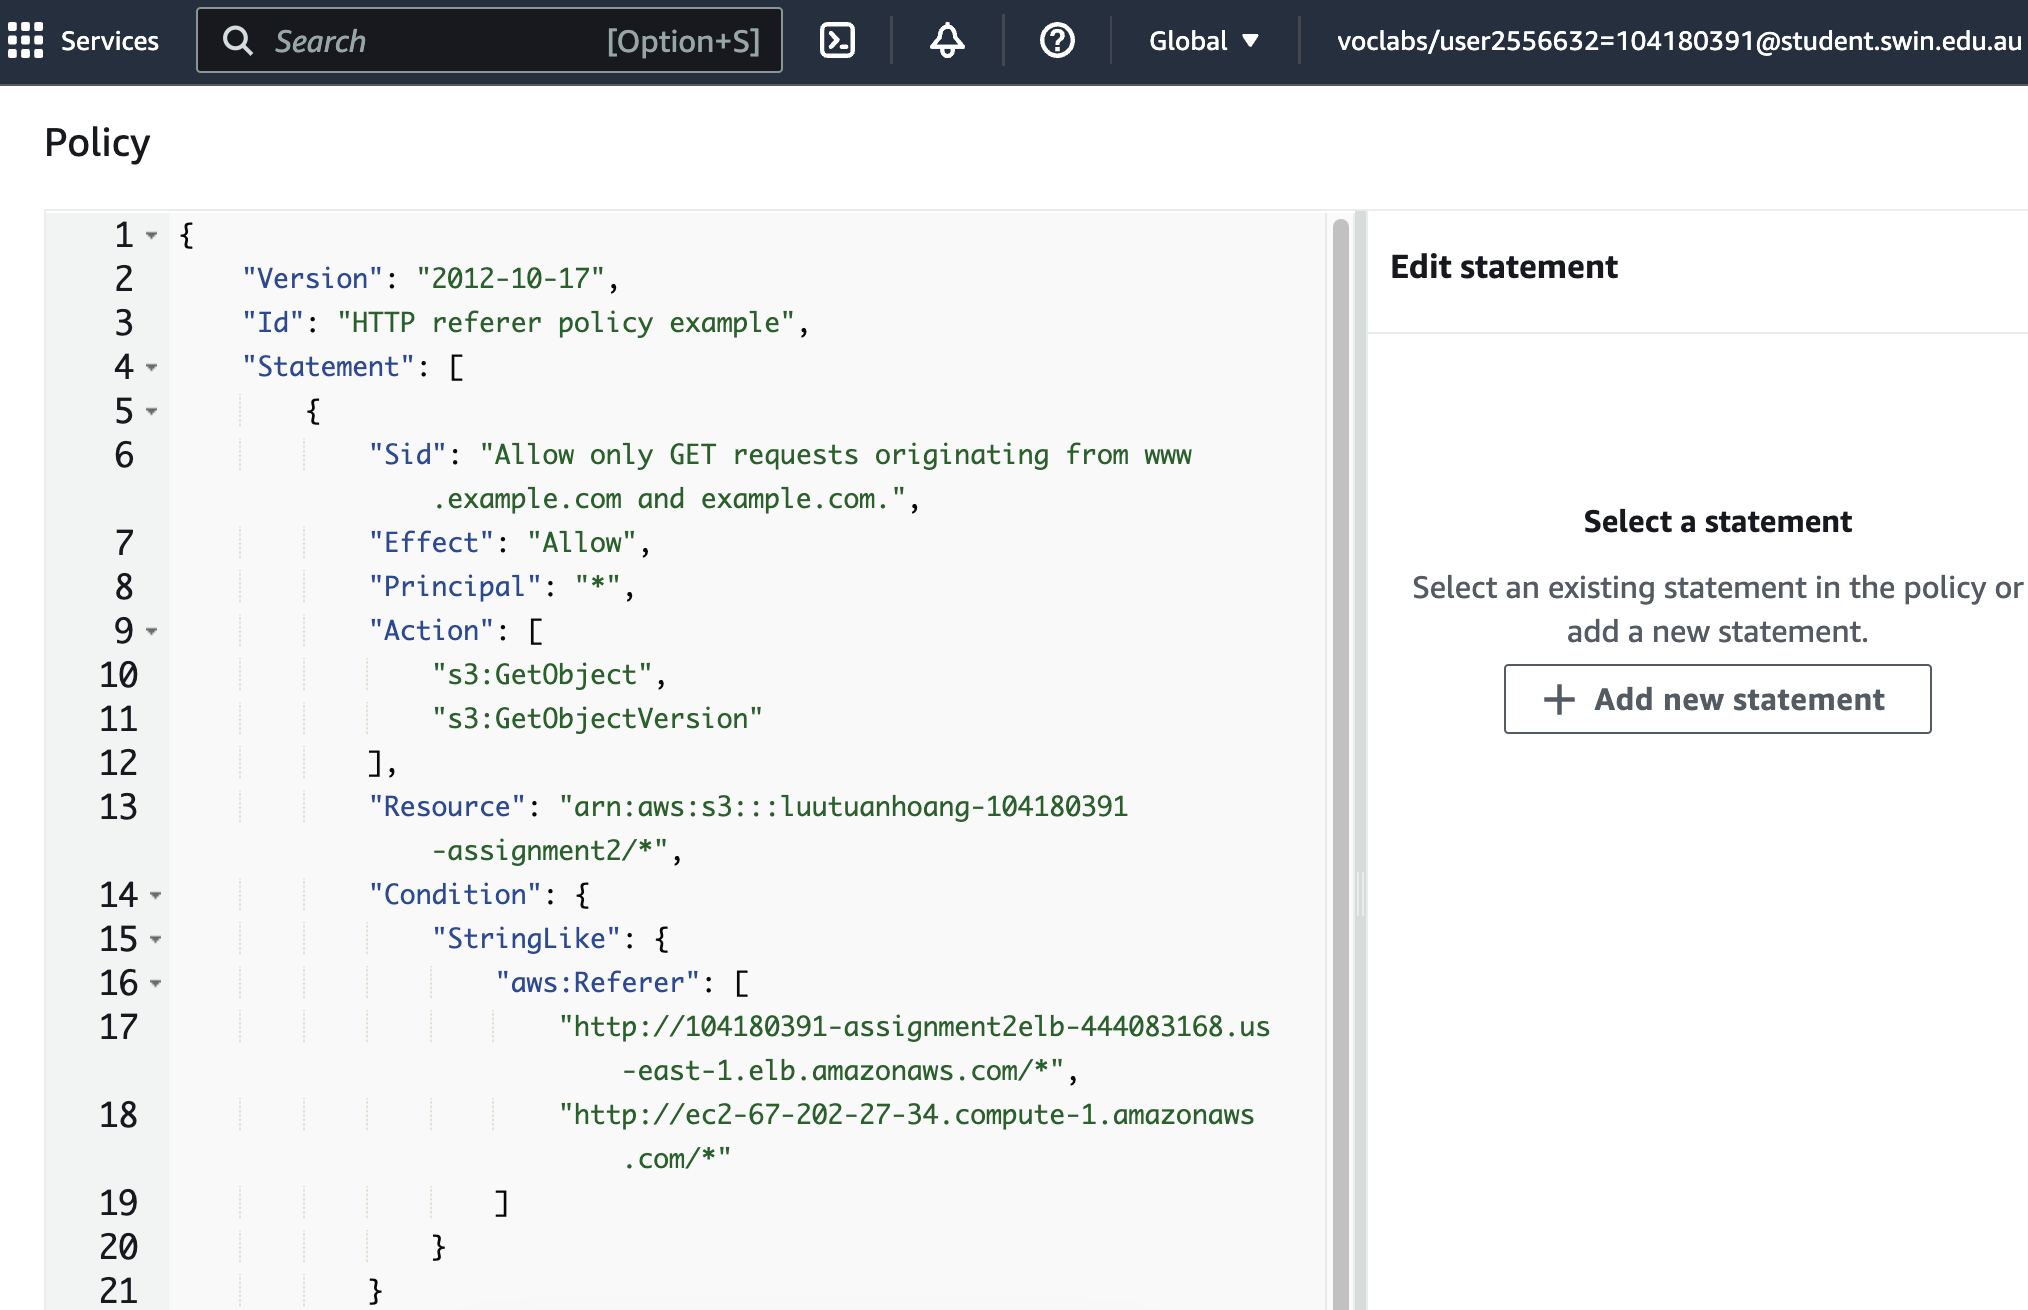 Services
Search
[Option+S]
Global
voclabs/user2556632=104180391@student.swin.edu.au
Policy
1 {
2 "Version": "2012-10-17",
3 "Id": "HTTP referer policy example",
4 "Statement": [
5 {
6 "Sid": "Allow only GET requests originating from www
.example.com and example.com.",
7 "Effect": "Allow",
8 "Principal": "*",
9 "Action": [
10 "s3:GetObject",
11 "s3:GetObjectVersion"
12 ],
13 "Resource": "arn:aws:s3:::luutuanhoang-104180391
-assignment2/*",
14 "Condition": {
15 "StringLike": {
16 "aws:Referer": [
17 "http://104180391-assignment2elb-444083168.us
-east-1.elb.amazonaws.com/*",
18 "http://ec2-67-202-27-34.compute-1.amazonaws
.com/*"
19 ]
20 }
21 }
Edit statement
Select a statement
Select an existing statement in the policy or
add a new statement.
+ Add new statement